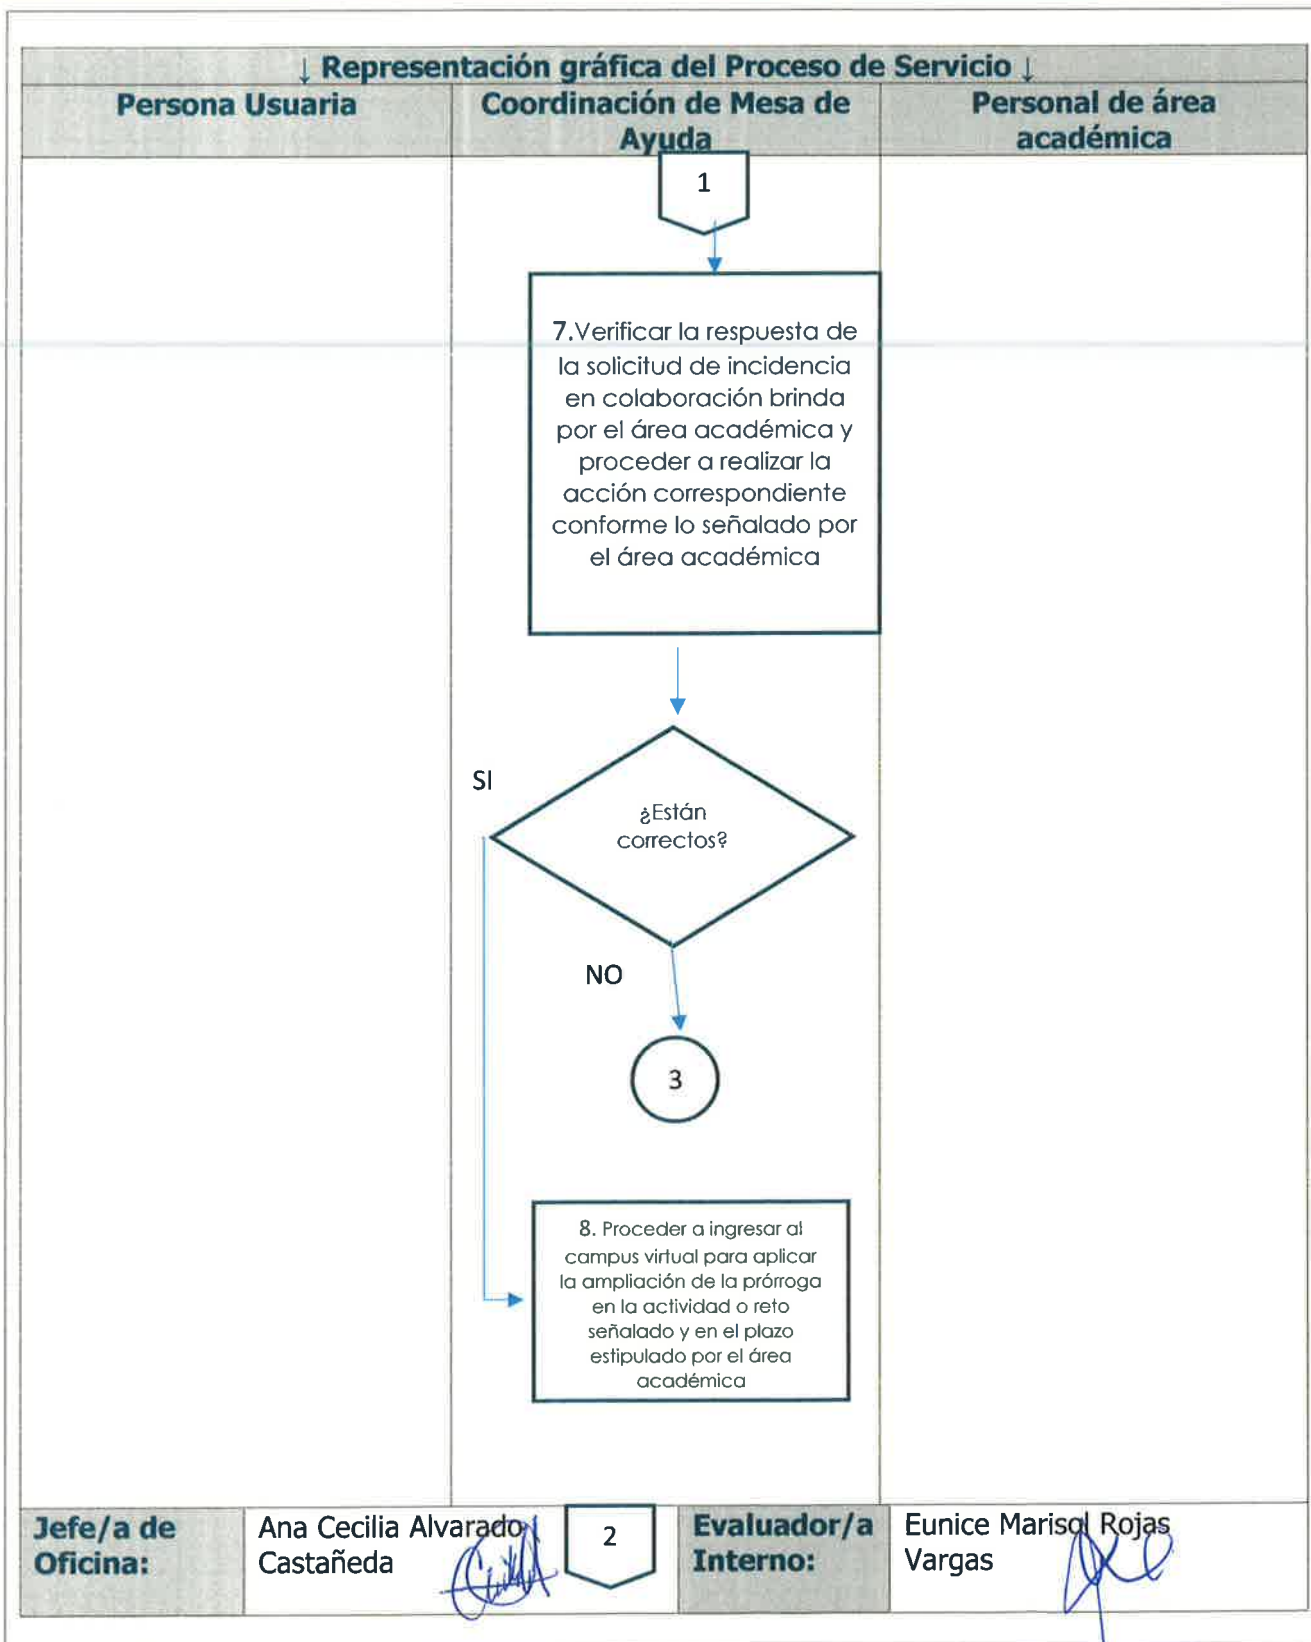 ↓ Representación gráfica del Proceso de Servicio ↓
Persona Usuaria
Coordinación de Mesa de
Ayuda
Personal de área
académica
1
7.Verificar la respuesta de
la solicitud de incidencia
en colaboración brinda
por el área académica y
proceder a realizar la
acción correspondiente
conforme lo señalado por
el área académica
SI
¿Están
correctos?
NO
3
8. Proceder a ingresar al
campus virtual para aplicar
la ampliación de la prórroga
en la actividad o reto
señalado y en el plazo
estipulado por el área
académica
Jefe/a de
Oficina:
Ana Cecilia Alvarado
Castañeda
2
Evaluador/a
Interno:
Eunice Marisol Rojas
Vargas